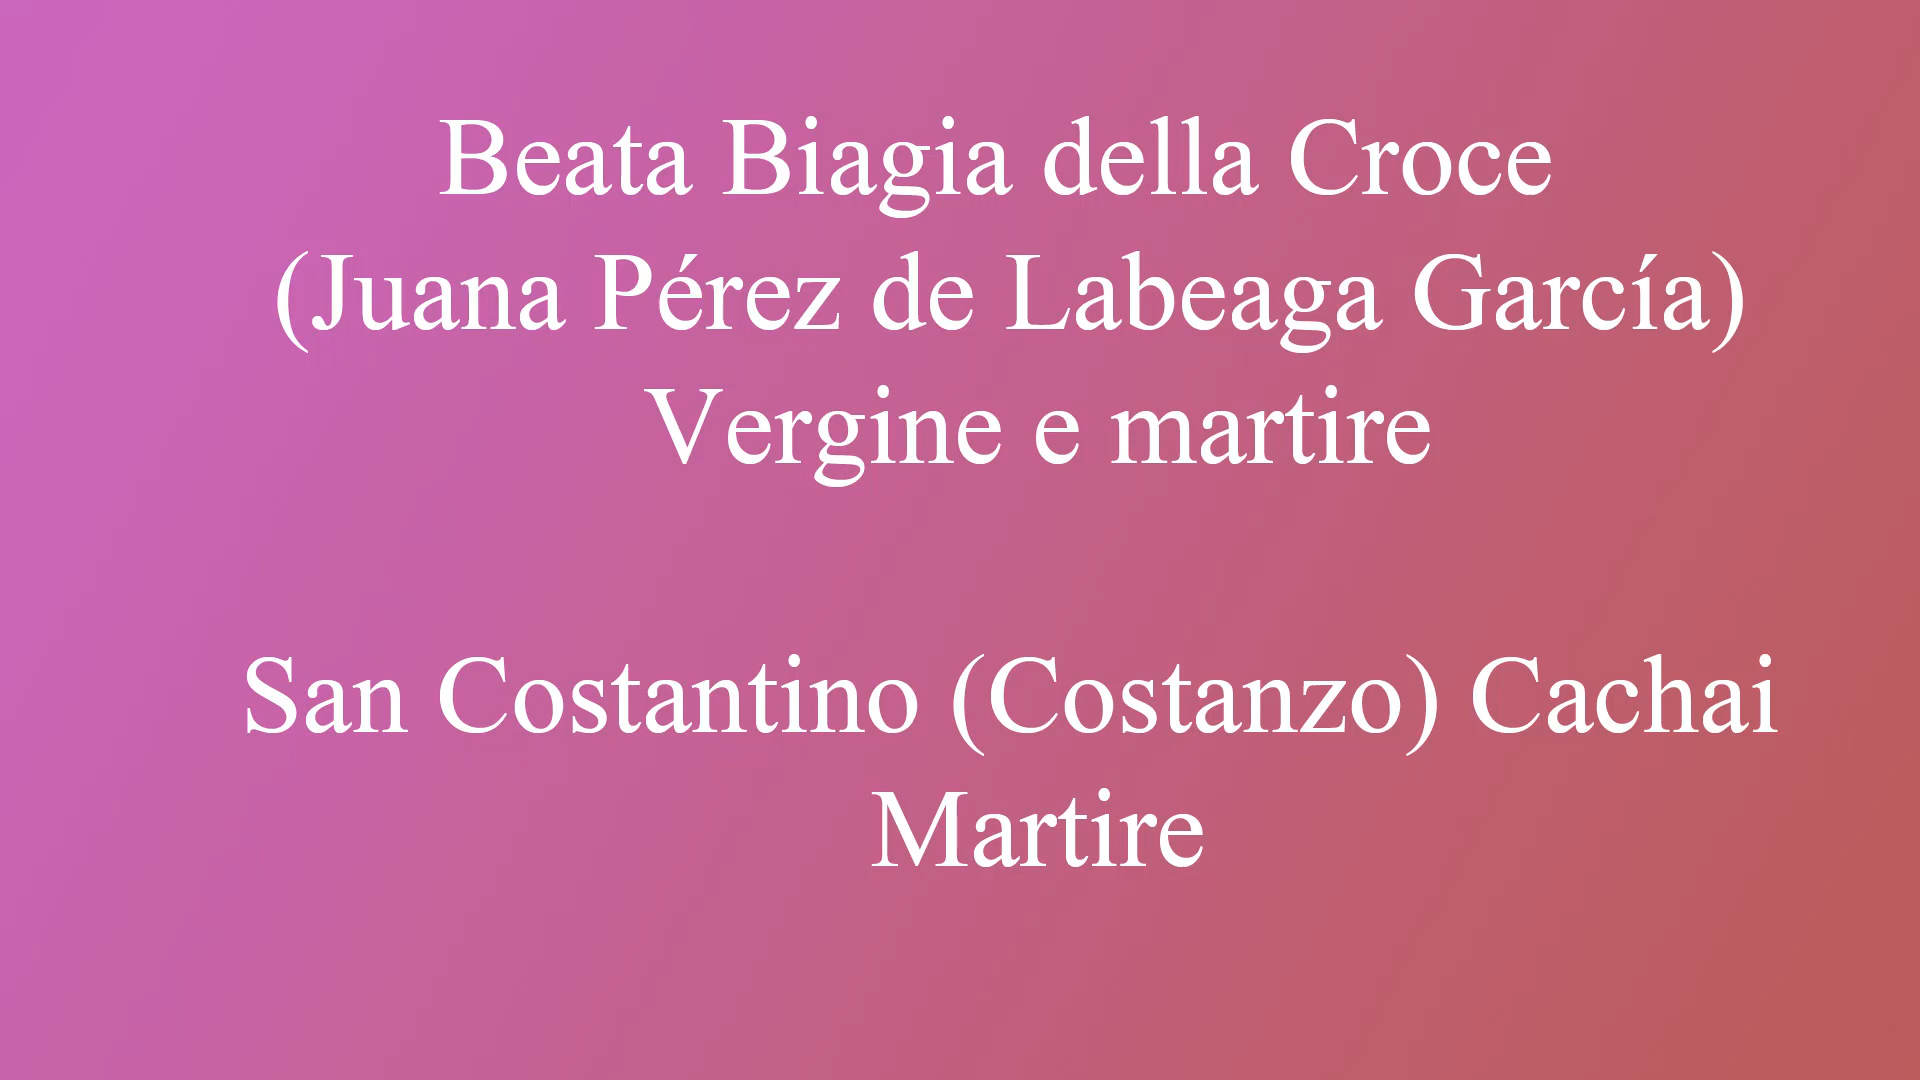 Beata Biagia della Croce
(Juana Pérez de Labeaga García)
Vergine e martire
San Costantino (Costanzo) Cachai
Martire